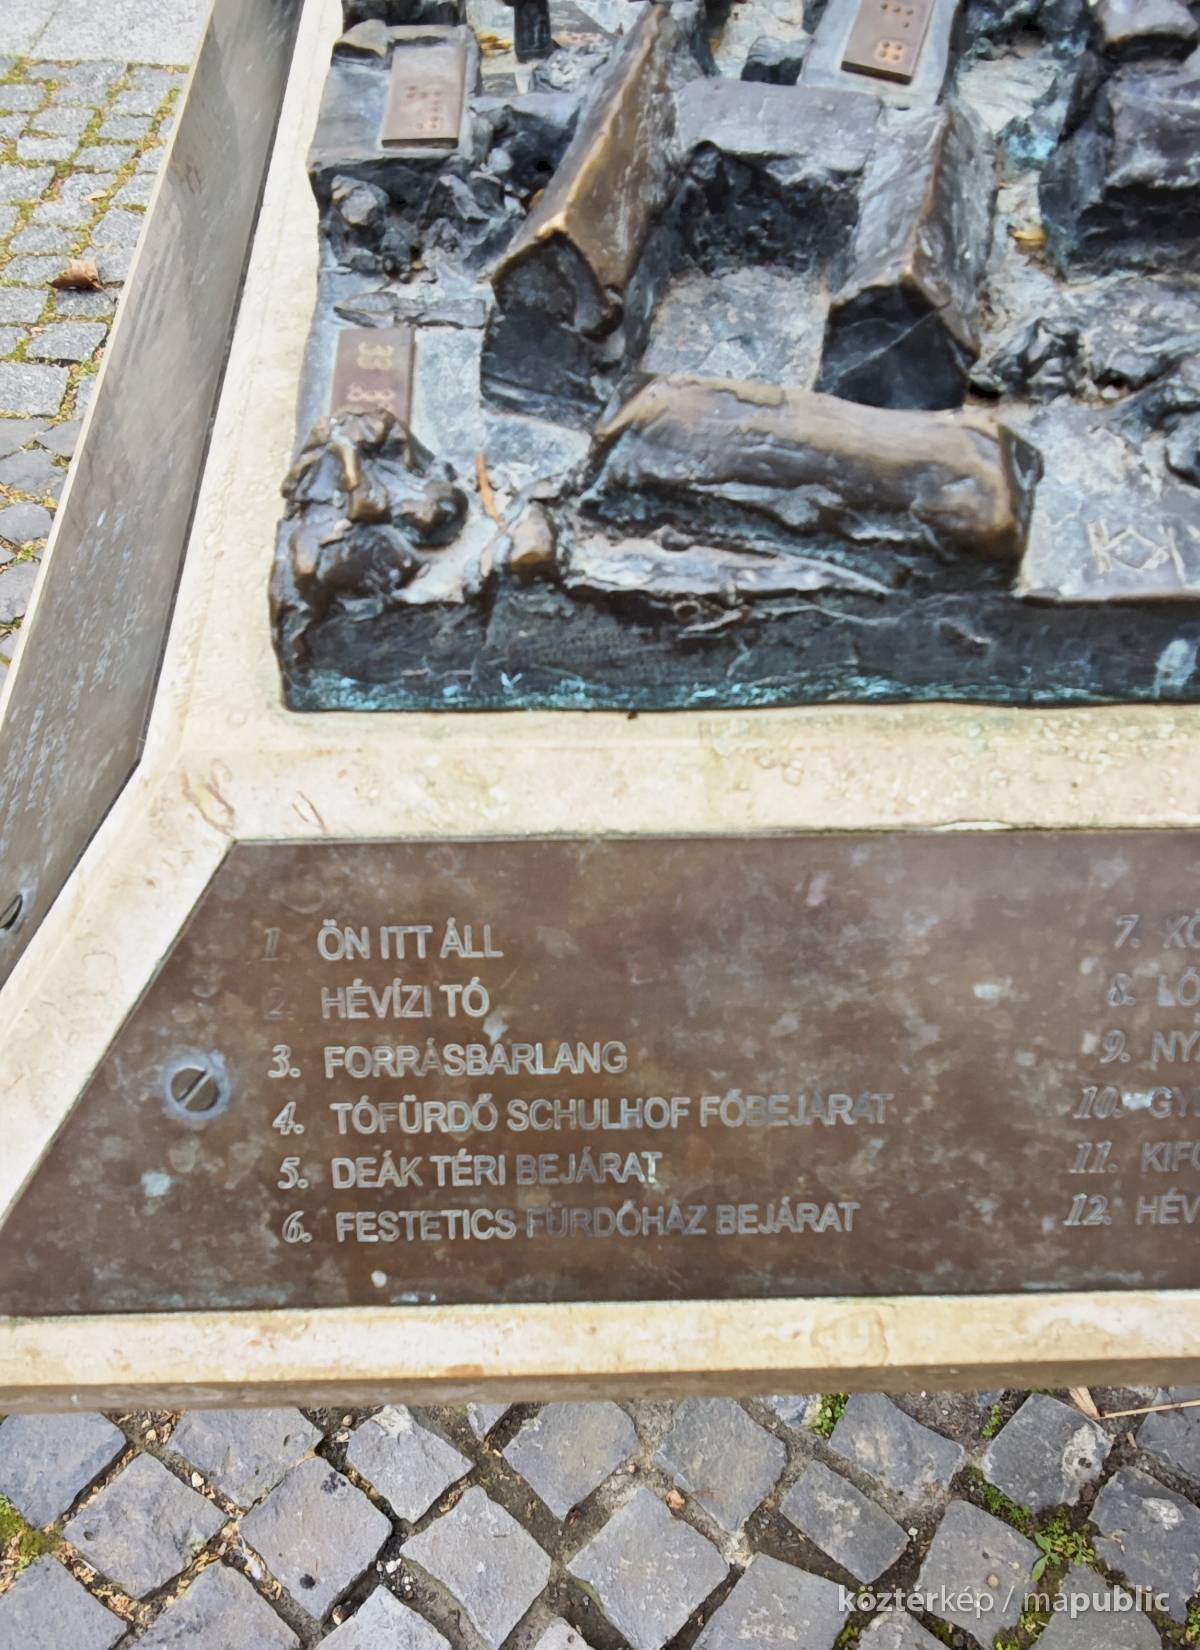 1. ÖN ITT ÁLL
2. HÉVÍZI TÓ
3. FORRÁSBARLANG
4. TÓFÜRDŐ SCHULHOF FŐBEJÁRAT
5. DEÁK TÉRI BEJÁRAT
6. FESTETICS FÜRDŐHÁZ BEJÁRAT
7.
8.
9.
10.
11.
12.
köztérkép / mapublic